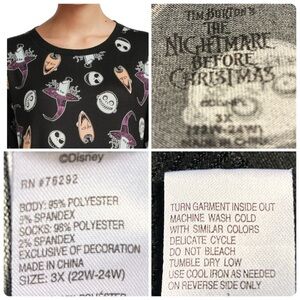 TIM BURTON'S
THE
NIGHTMARE
BEFORE
CHRISTMAS
3X
(22W-24W)
©Disney
RN #76292
BODY: 95% POLYESTER
5% SPANDEX
SOCKS: 98% POLYESTER
2% SPANDEX
EXCLUSIVE OF DECORATION
MADE IN CHINA
SIZE: 3X (22W-24W)
TURN GARMENT INSIDE OUT
MACHINE WASH COLD
WITH SIMILAR COLORS
DELICATE CYCLE
DO NOT BLEACH
TUMBLE DRY LOW
USE COOL IRON AS NEEDED
ON REVERSE SIDE ONLY